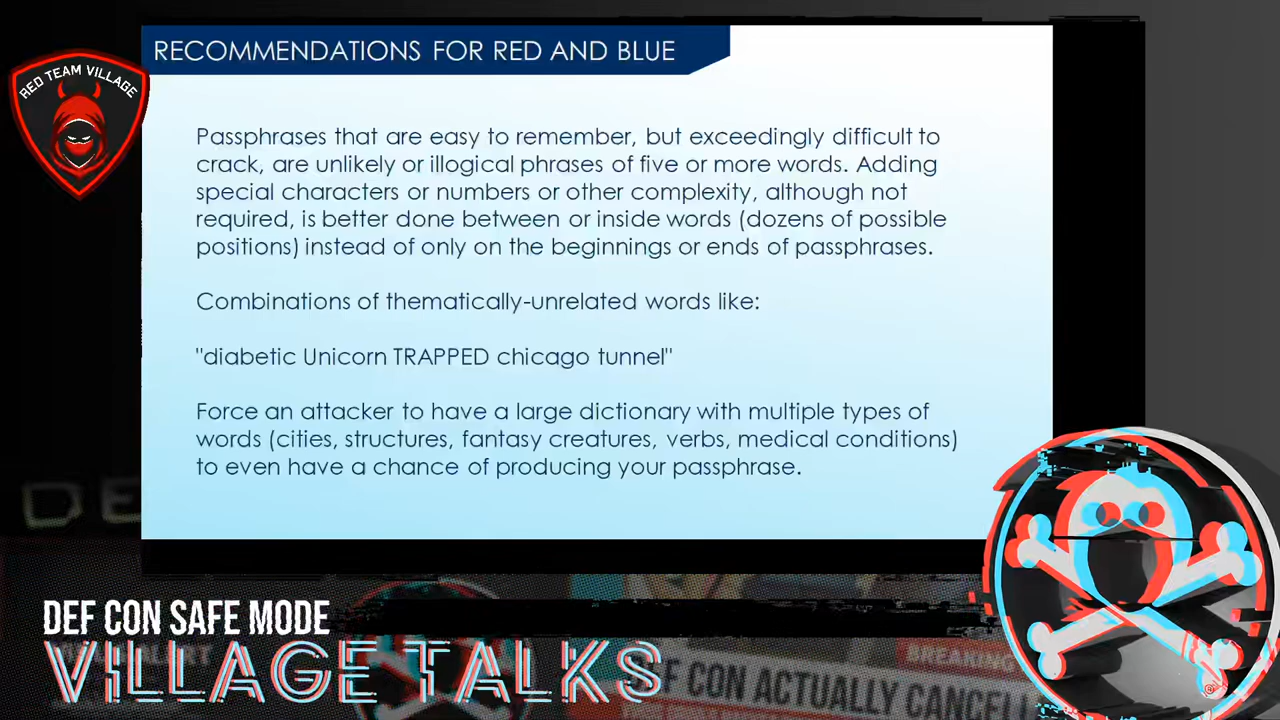 RECOMMENDATIONS FOR RED AND BLUE
RED TEAM VILLAGE
Passphrases that are easy to remember, but exceedingly difficult to
crack, are unlikely or illogical phrases of five or more words. Adding
special characters or numbers or other complexity, although not
required, is better done between or inside words (dozens of possible
positions) instead of only on the beginnings or ends of passphrases.
Combinations of thematically-unrelated words like:
"diabetic Unicorn TRAPPED chicago tunnel"
Force an attacker to have a large dictionary with multiple types of
words (cities, structures, fantasy creatures, verbs, medical conditions)
to even have a chance of producing your passphrase.
DE
DEF CON SAFE MODE
VILLAGE TALKS
BREAKING
DEF CON ACTUALLY CANCEL